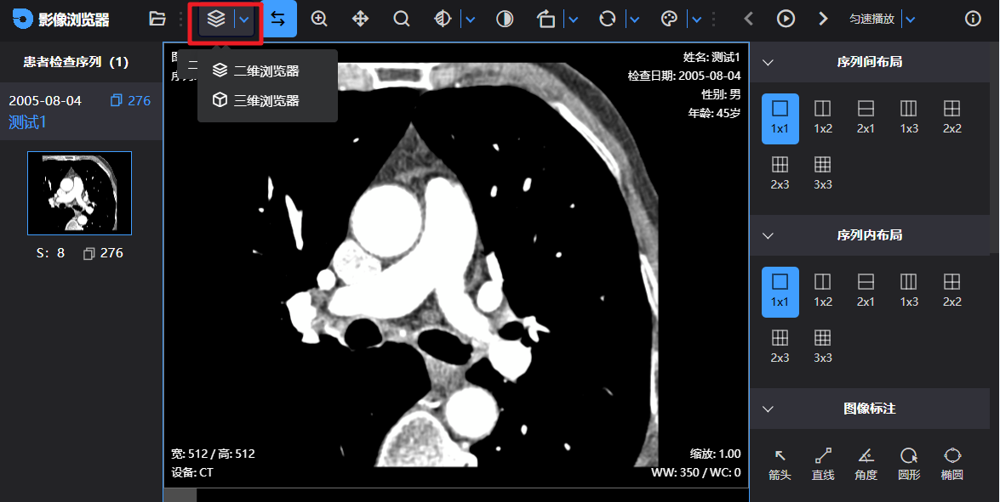 影像浏览器
匀速播放
患者检查序列（1）
2005-08-04 276
测试1
S: 8 276
二维浏览器
三维浏览器
姓名: 测试1
检查日期: 2005-08-04
性别: 男
年龄: 45岁
宽: 512 / 高: 512
设备: CT
缩放: 1.00
WW: 350 / WC: 0
序列间布局
1x1 1x2 2x1 1x3 2x2
2x3 3x3
序列内布局
1x1 1x2 2x1 1x3 2x2
2x3 3x3
图像标注
箭头 直线 角度 圆形 椭圆